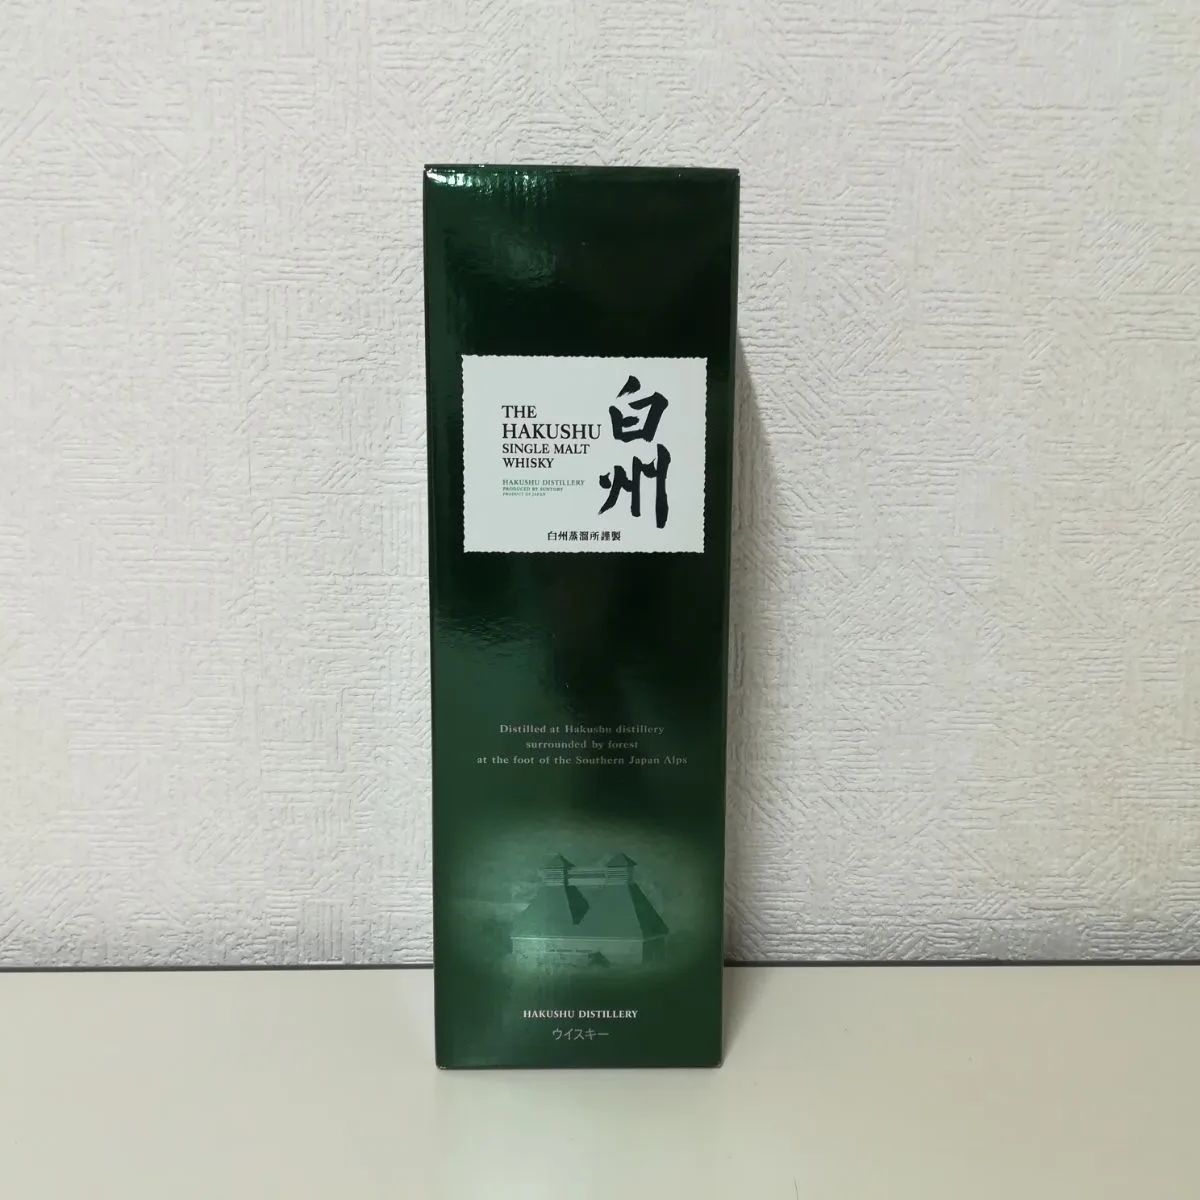 THE
HAKUSHU
SINGLE MALT
WHISKY
HAKUSHU DISTILLERY
PRODUCED BY SUNTORY
PRODUCT OF JAPAN
白州
白州蒸溜所謹製
Distilled at Hakushu distillery
surrounded by forest
at the foot of the Southern Japan Alps
HAKUSHU DISTILLERY
ウイスキー